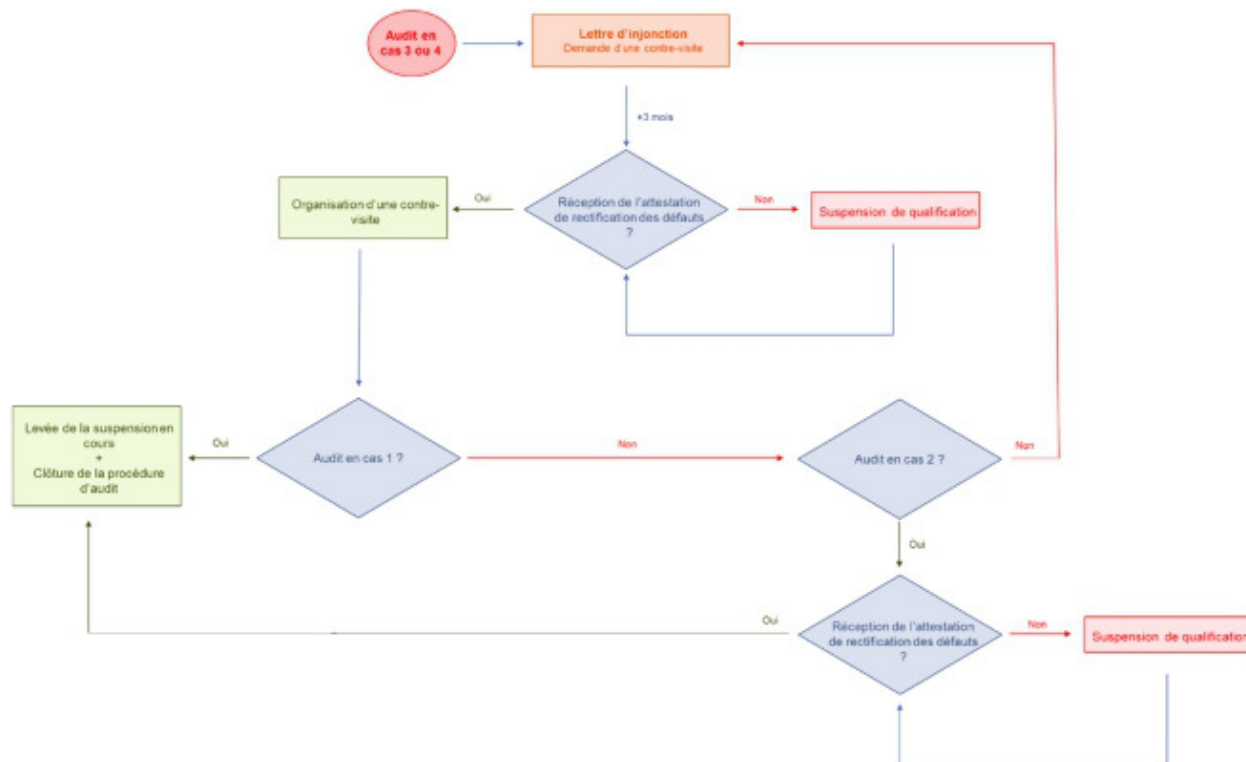 Audit en
cas 3 ou 4
Lettre d'injonction
Demande d'une contre-visite
+3 mois
Organisation d'une contre-
visite
Oui
Réception de l'attestation
de rectification des défauts
?
Non
Suspension de qualification
Levée de la suspension en
cours
+
Clôture de la procédure
d'audit
Oui
Audit en cas 1 ?
Non
Audit en cas 2 ?
Non
Oui
Oui
Réception de l'attestation
de rectification des défauts
?
Non
Suspension de qualification